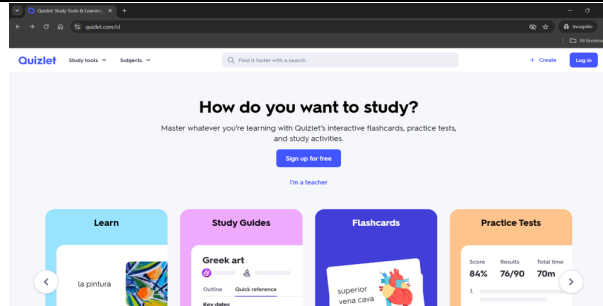 Quizlet: Study Tools & Learnin
quizlet.com/gb
Incognito
All Bookma
Quizlet
Study tools
Subjects
Find it faster with a search
+ Create
Log in
How do you want to study?
Master whatever you're learning with Quizlet's interactive flashcards, practice tests,
and study activities.
Sign up for free
I'm a teacher
Learn
Study Guides
Flashcards
Practice Tests
la pintura
Greek art
Outline
Quick reference
Key dates
superior
vena cava
Score
Results
Total time
84%
76/90
70m
1.